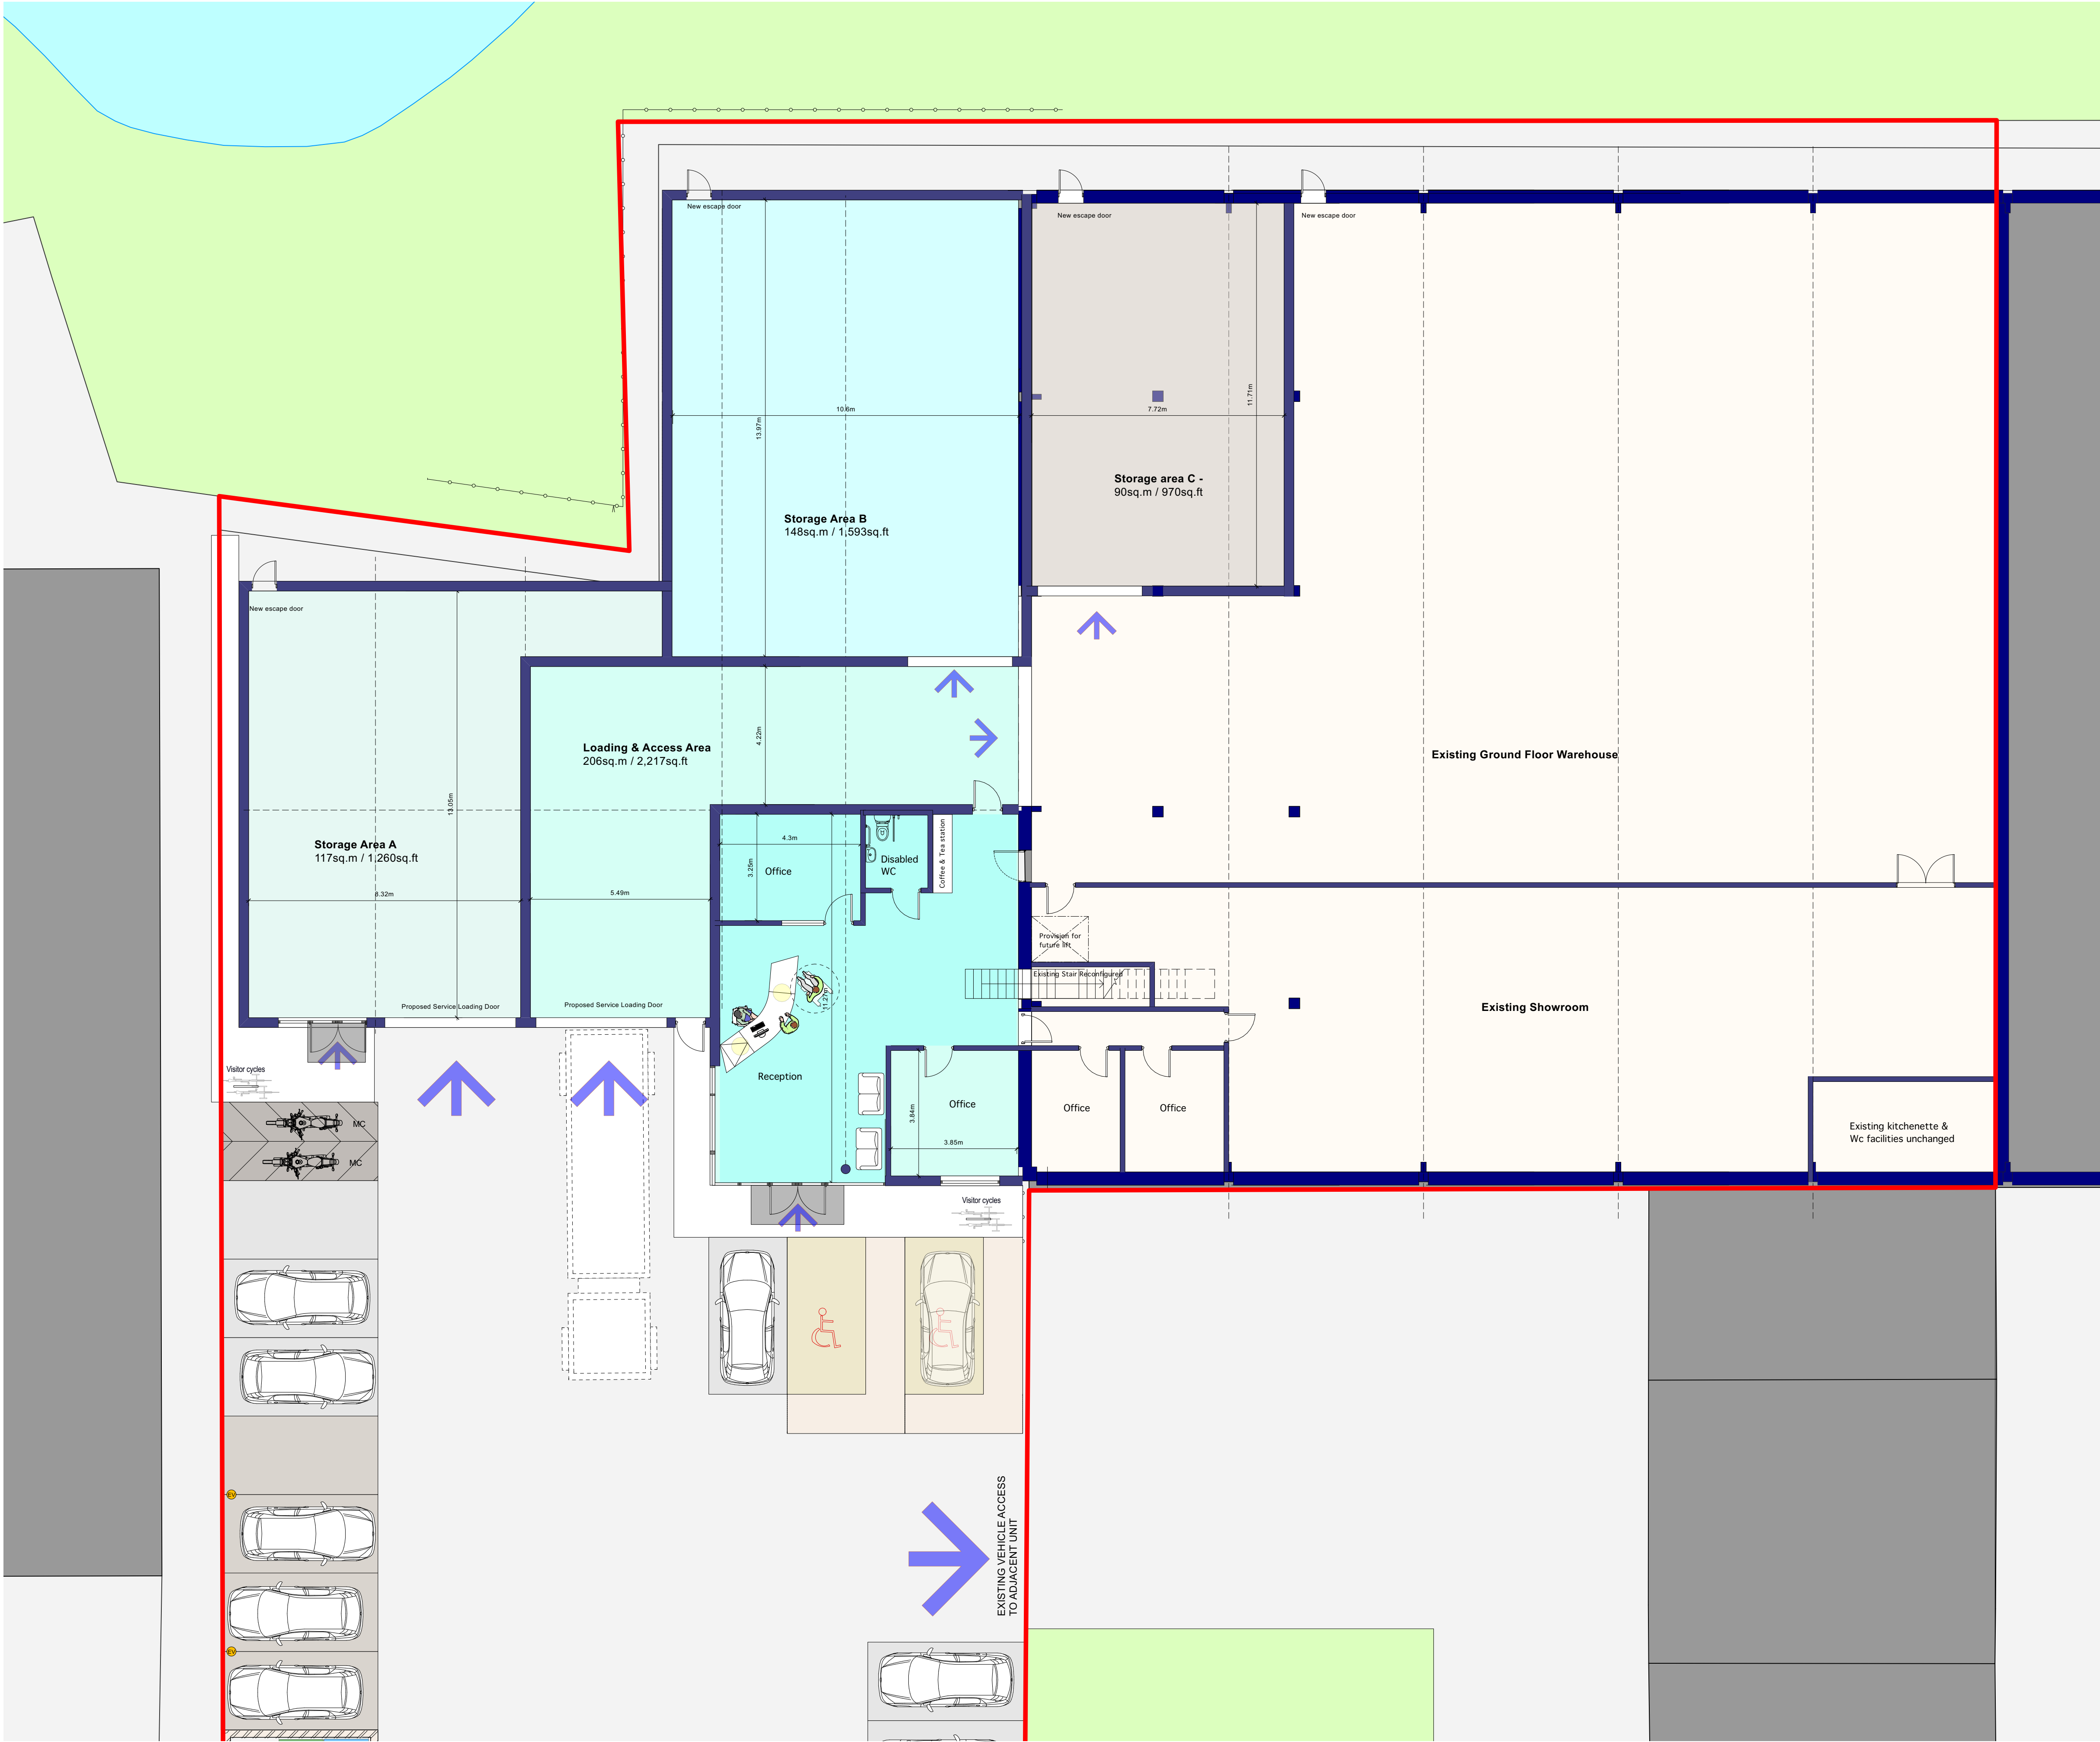 New escape door
New escape door
New escape door
11.71m
10.6m
7.72m
13.97m
Storage area C -
90sq.m / 970sq.ft
Storage Area B
148sq.m / 1,593sq.ft
New escape door
4.22m
Loading & Access Area
206sq.m / 2,217sq.ft
Existing Ground Floor Warehouse
13.05m
Storage Area A
117sq.m / 1,260sq.ft
4.3m
3.25m
Office
Disabled
WC
Coffee & Tea station
5.49m
Provision for
future lift
Existing Stair Reconfigured
Proposed Service Loading Door
Proposed Service Loading Door
Existing Showroom
Visitor cycles
Reception
Office
3.84m
3.85m
Office
Office
MC
MC
Existing kitchenette &
Wc facilities unchanged
Visitor cycles
EXISTING VEHICLE ACCESS
TO ADJACENT UNIT
EV
EV